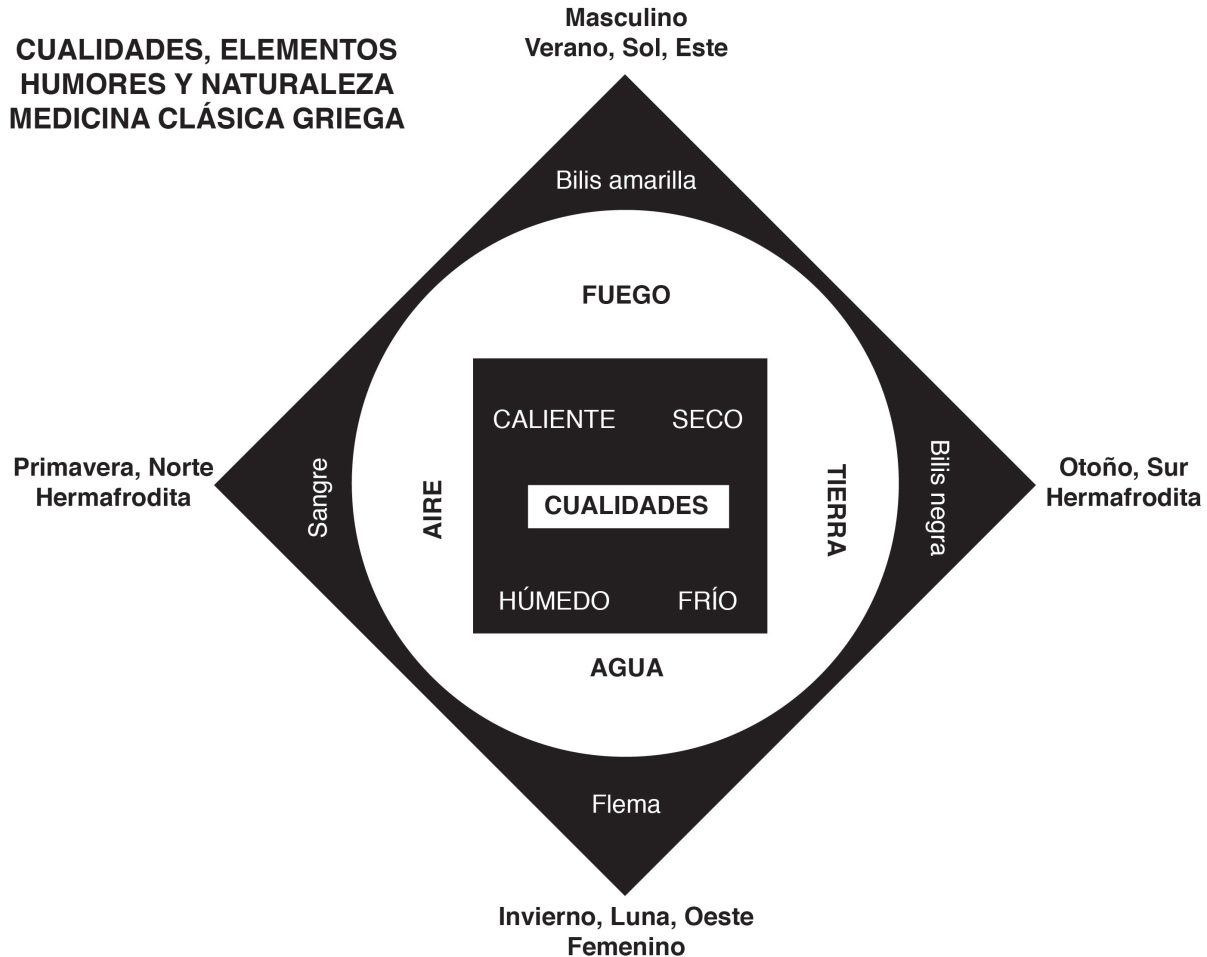 CUALIDADES, ELEMENTOS
HUMORES Y NATURALEZA
MEDICINA CLÁSICA GRIEGA
Masculino
Verano, Sol, Este
Bilis amarilla
FUEGO
CALIENTE SECO
Primavera, Norte
Hermafrodita
Sangre
AIRE
CUALIDADES
TIERRA
Bilis negra
Otoño, Sur
Hermafrodita
HÚMEDO FRÍO
AGUA
Flema
Invierno, Luna, Oeste
Femenino